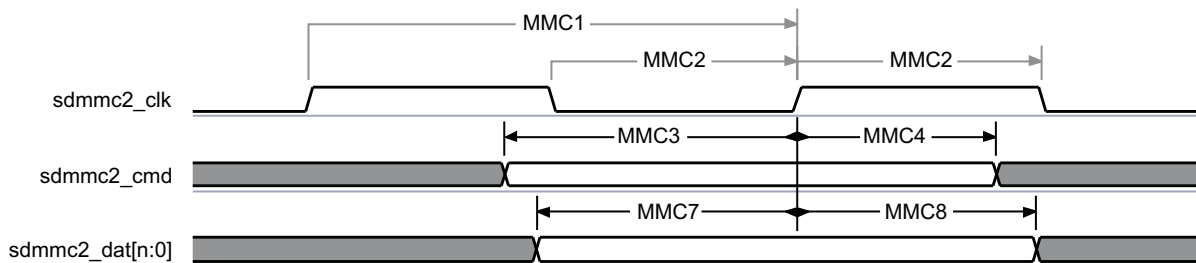 MMC1
MMC2 MMC2
sdmmc2_clk
MMC3 MMC4
sdmmc2_cmd
MMC7 MMC8
sdmmc2_dat[n:0]